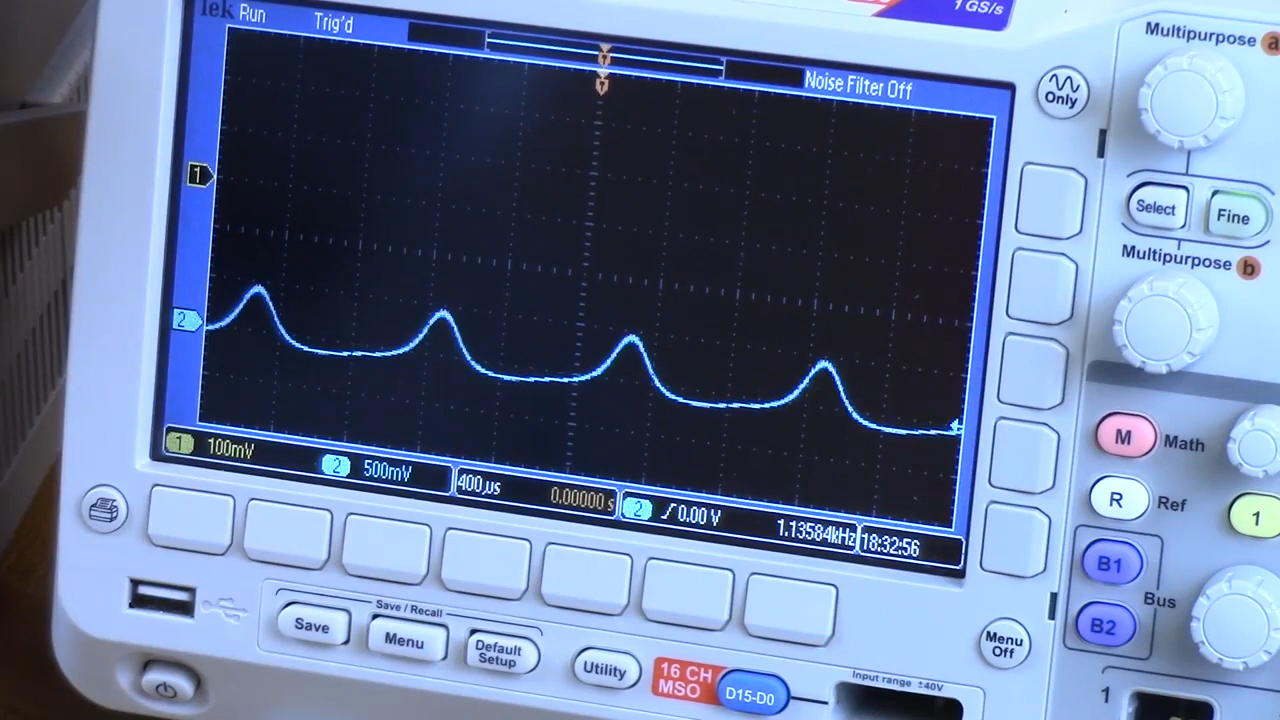 1 GS/s
Tek Run
Trig'd
Noise Filter Off
1
2
1 100mV
2 500mV
400µs
0.00000 s
2 0.00 V
1.13584kHz
18:32:56
Only
Multipurpose a
Select
Fine
Multipurpose b
M Math
R Ref
1
B1
B2
Bus
Save / Recall
Save
Menu
Default
Setup
Utility
16 CH
MSO
D15-D0
Menu
Off
Input range ±40V
1